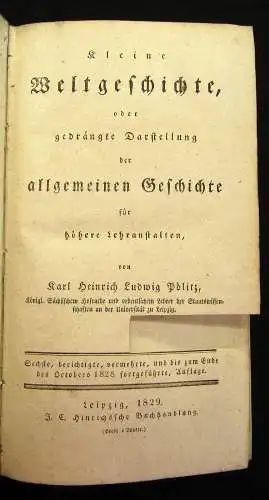 Kleine
Weltgeschichte,
oder
gedrängte Darstellung
der
allgemeinen Geschichte
für
höhere Lehranstalten,
von
Karl Heinrich Ludwig Pölitz,
Königl. Sächsischem Hofrathe und ordentlichem Lehrer der Staatswissen-
schaften an der Universität zu Leipzig.
Sechste, berichtigte, vermehrte, und bis zum Ende
des Octobers 1828 fortgeführte, Auflage.
Leipzig, 1829.
J. C. Hinrichssche Buchhandlung.